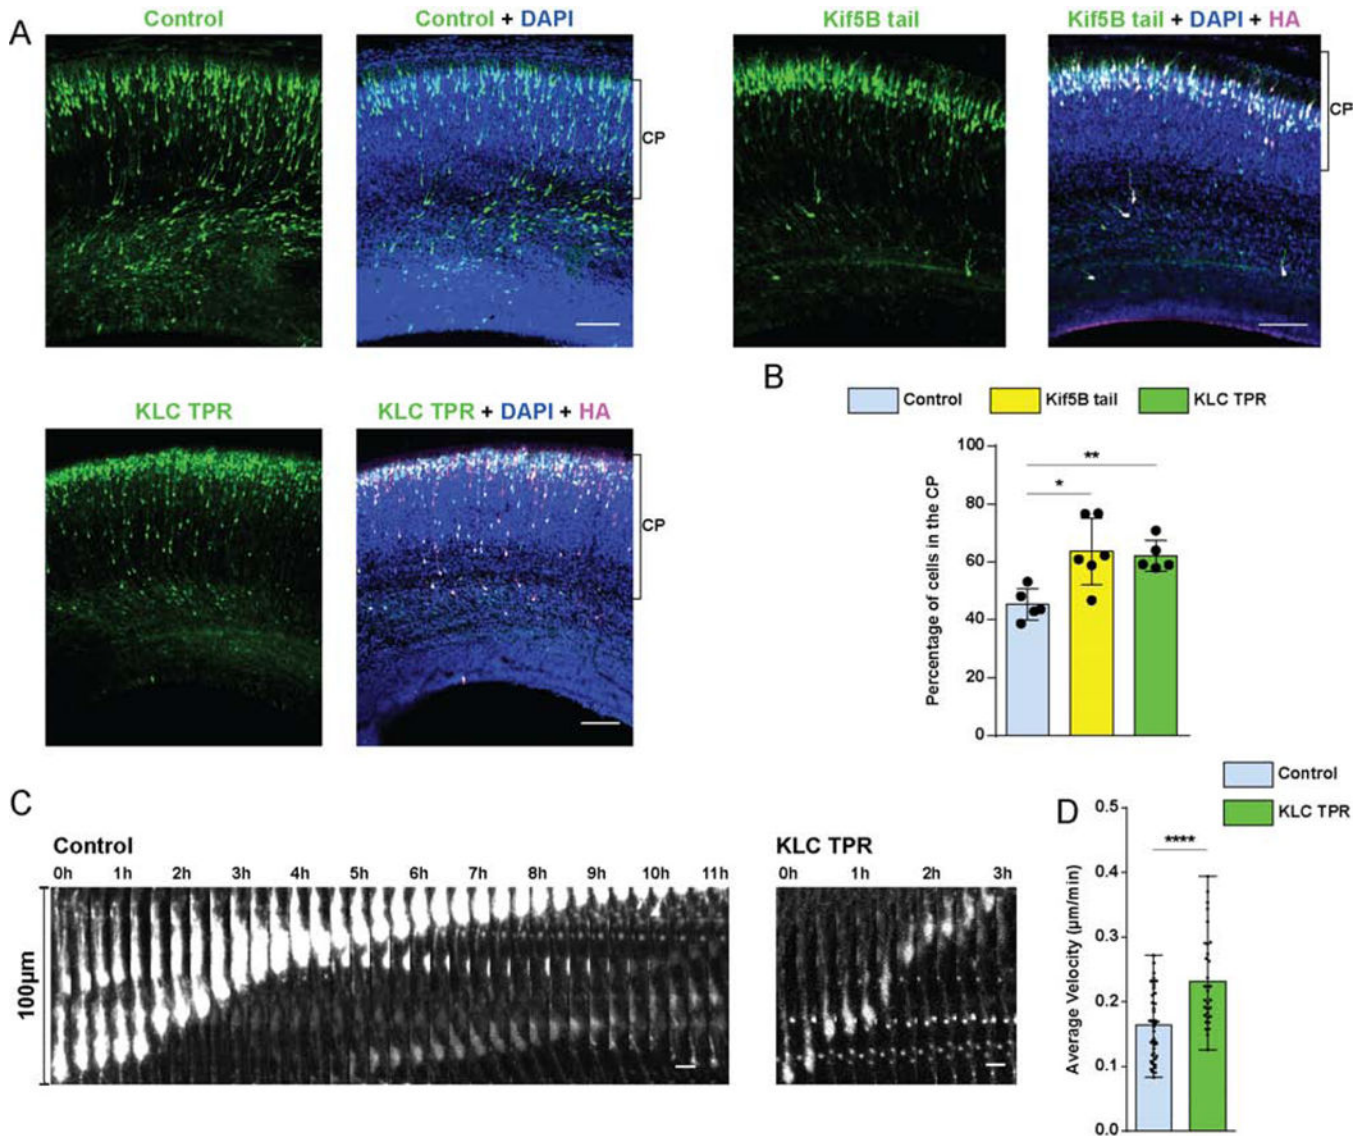 A
Control
Control + DAPI
CP
Kif5B tail
Kif5B tail + DAPI + HA
CP
KLC TPR
KLC TPR + DAPI + HA
CP
B
Control
Kif5B tail
KLC TPR
Percentage of cells in the CP
100
80
60
40
20
0
**
*
C
Control
0h 1h 2h 3h 4h 5h 6h 7h 8h 9h 10h 11h
100μm
KLC TPR
0h 1h 2h 3h
D
Control
KLC TPR
Average Velocity (μm/min)
0.5
0.4
0.3
0.2
0.1
0.0
****